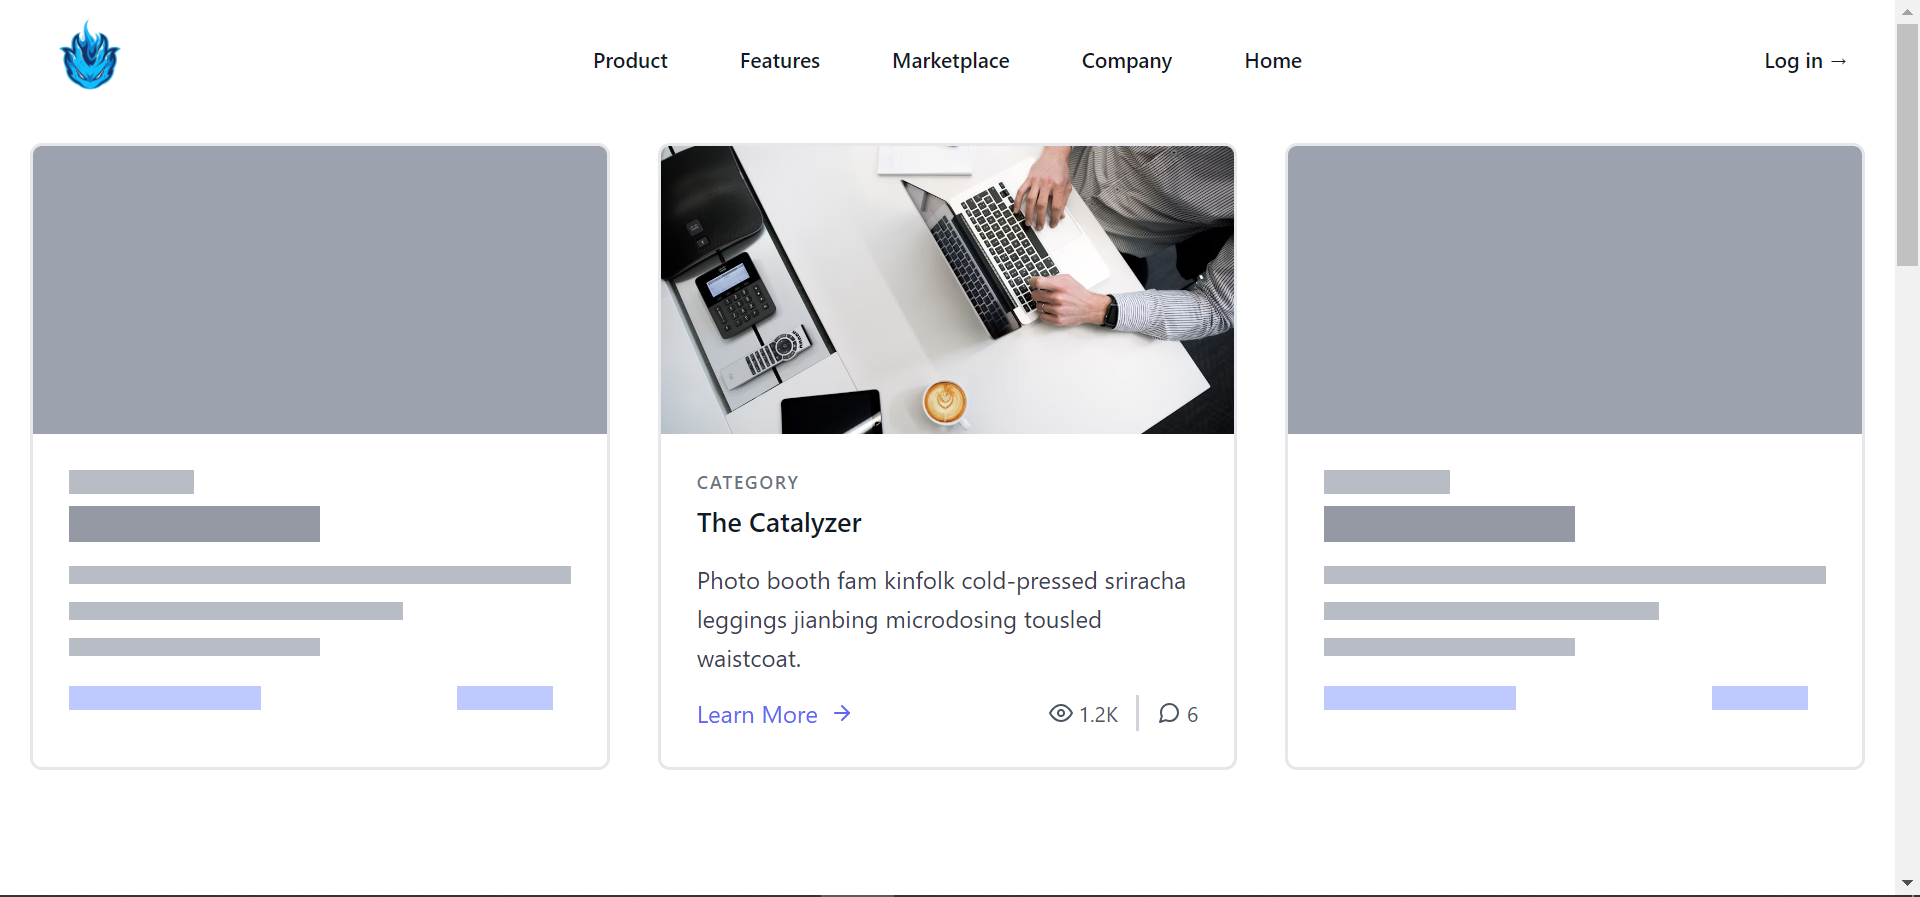 Product
Features
Marketplace
Company
Home
Log in →
CATEGORY
The Catalyzer
Photo booth fam kinfolk cold-pressed sriracha
leggings jianbing microdosing tousled
waistcoat.
Learn More →
1.2K
6